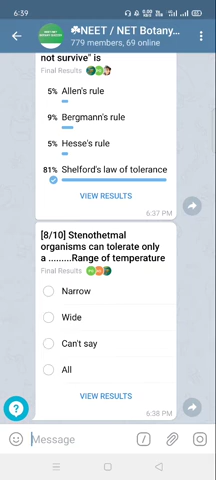 6:39
☘NEET / NET Botany...
779 members, 69 online
not survive" is
Final Results
5% Allen's rule
9% Bergmann's rule
5% Hesse's rule
81% Shelford's law of tolerance
VIEW RESULTS
6:37 PM
[8/10] Stenothetmal
organisms can tolerate only
a .........Range of temperature
Final Results
Narrow
Wide
Can't say
All
VIEW RESULTS
6:38 PM
Message